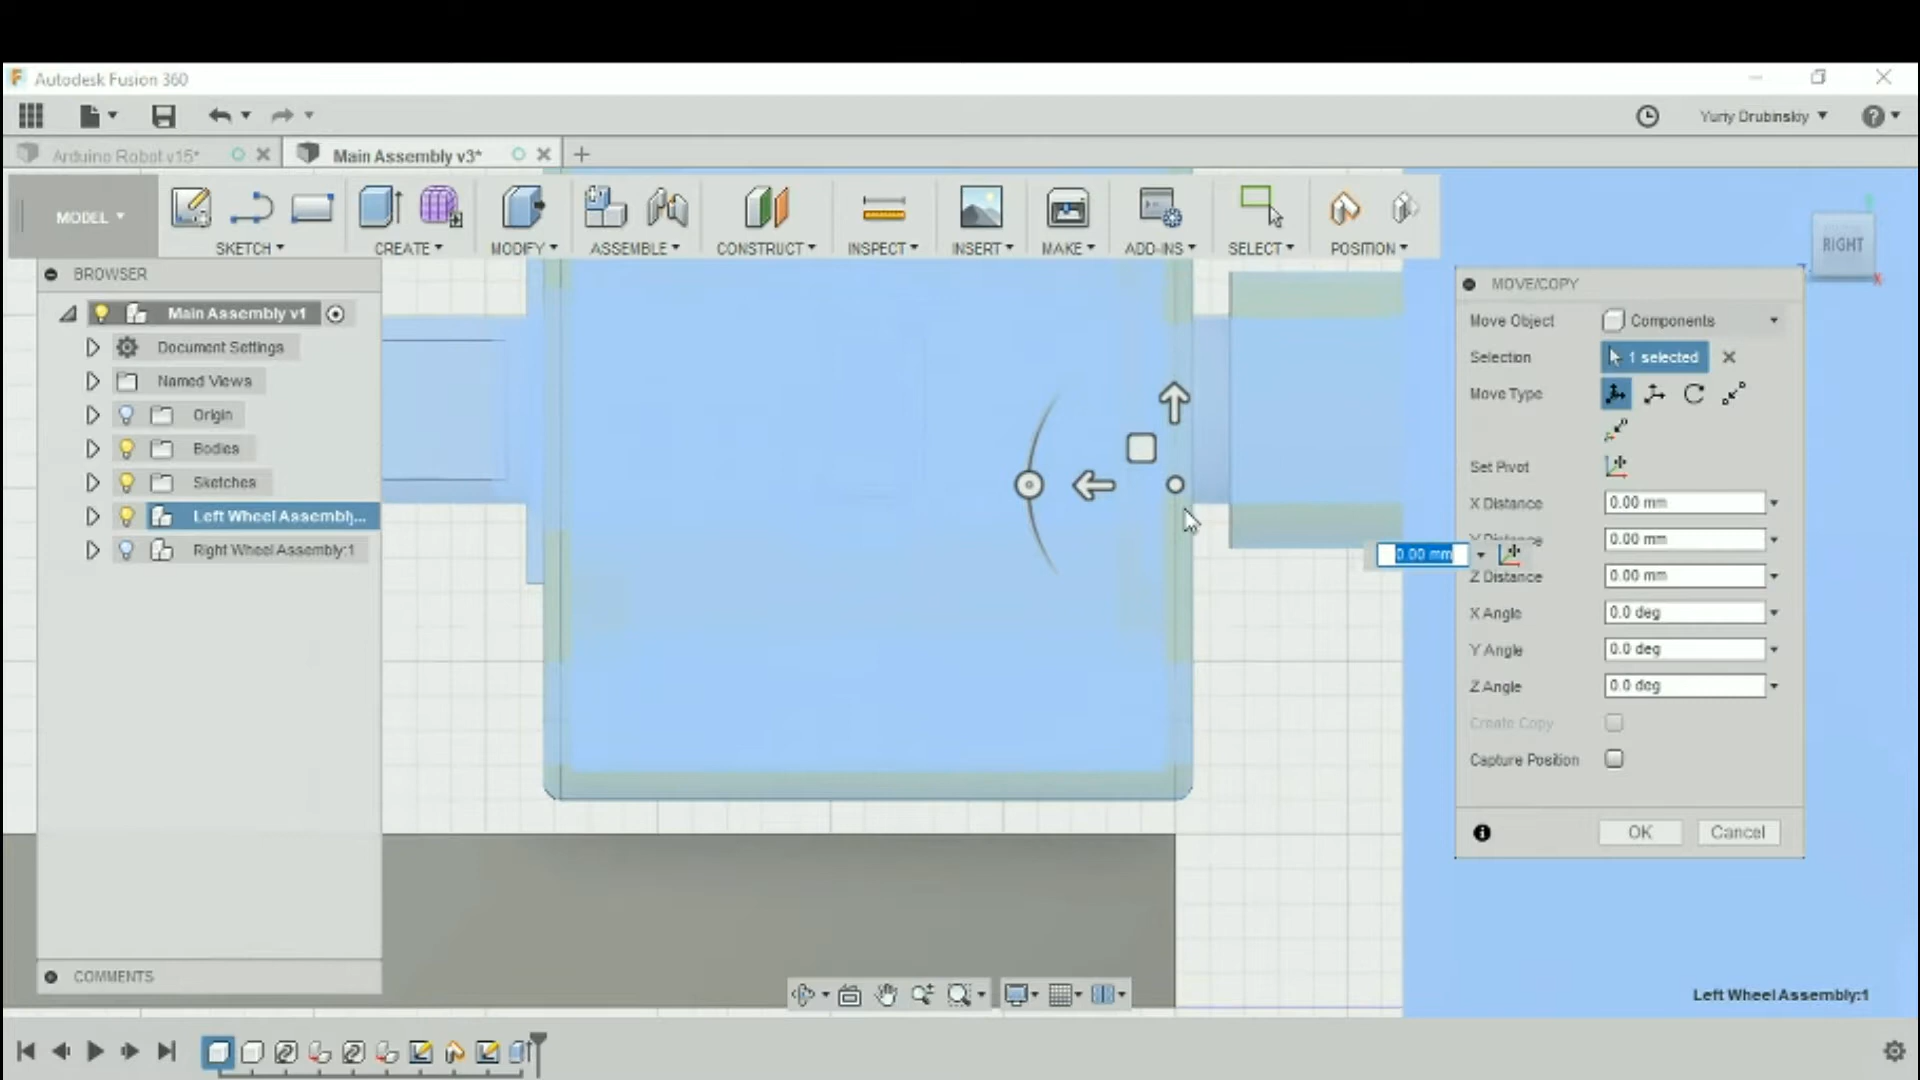 Autodesk Fusion 360
Yuriy Drubinskiy
Arduino Robot v15*
Main Assembly v3*
MODEL
SKETCH
CREATE
MODIFY
ASSEMBLE
CONSTRUCT
INSPECT
INSERT
MAKE
ADD-INS
SELECT
POSITION
RIGHT
BROWSER
Main Assembly v1
Document Settings
Named Views
Origin
Bodies
Sketches
Left Wheel Assembly...
Right Wheel Assembly:1
MOVE/COPY
Move Object
Components
Selection
1 selected
Move Type
Set Pivot
X Distance
0.00 mm
Y Distance
0.00 mm
0.00 mm
Z Distance
0.00 mm
X Angle
0.0 deg
Y Angle
0.0 deg
Z Angle
0.0 deg
Create Copy
Capture Position
OK
Cancel
COMMENTS
Left Wheel Assembly:1